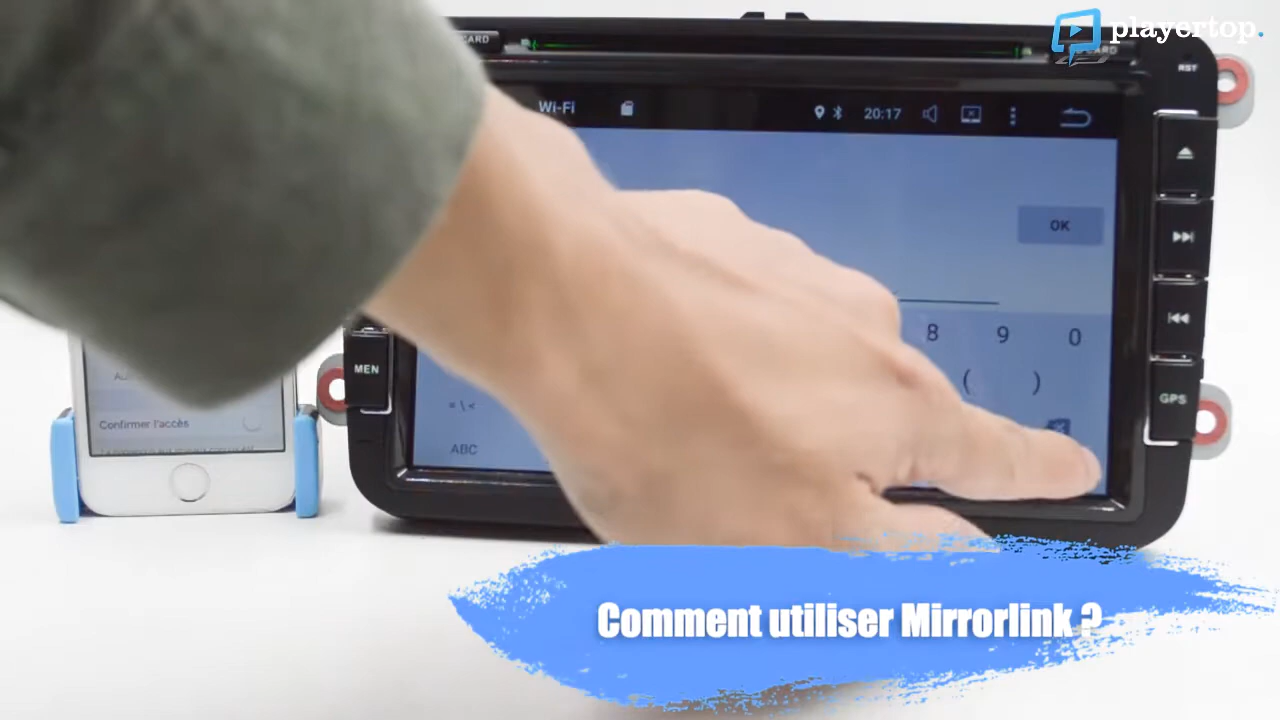 playertop.
CARD
CARD
RST
Wi-Fi
20:17
OK
8 9 0
( )
MEN
GPS
= \ <
ABC
Confirmer l'accès
Comment utiliser Mirrorlink ?